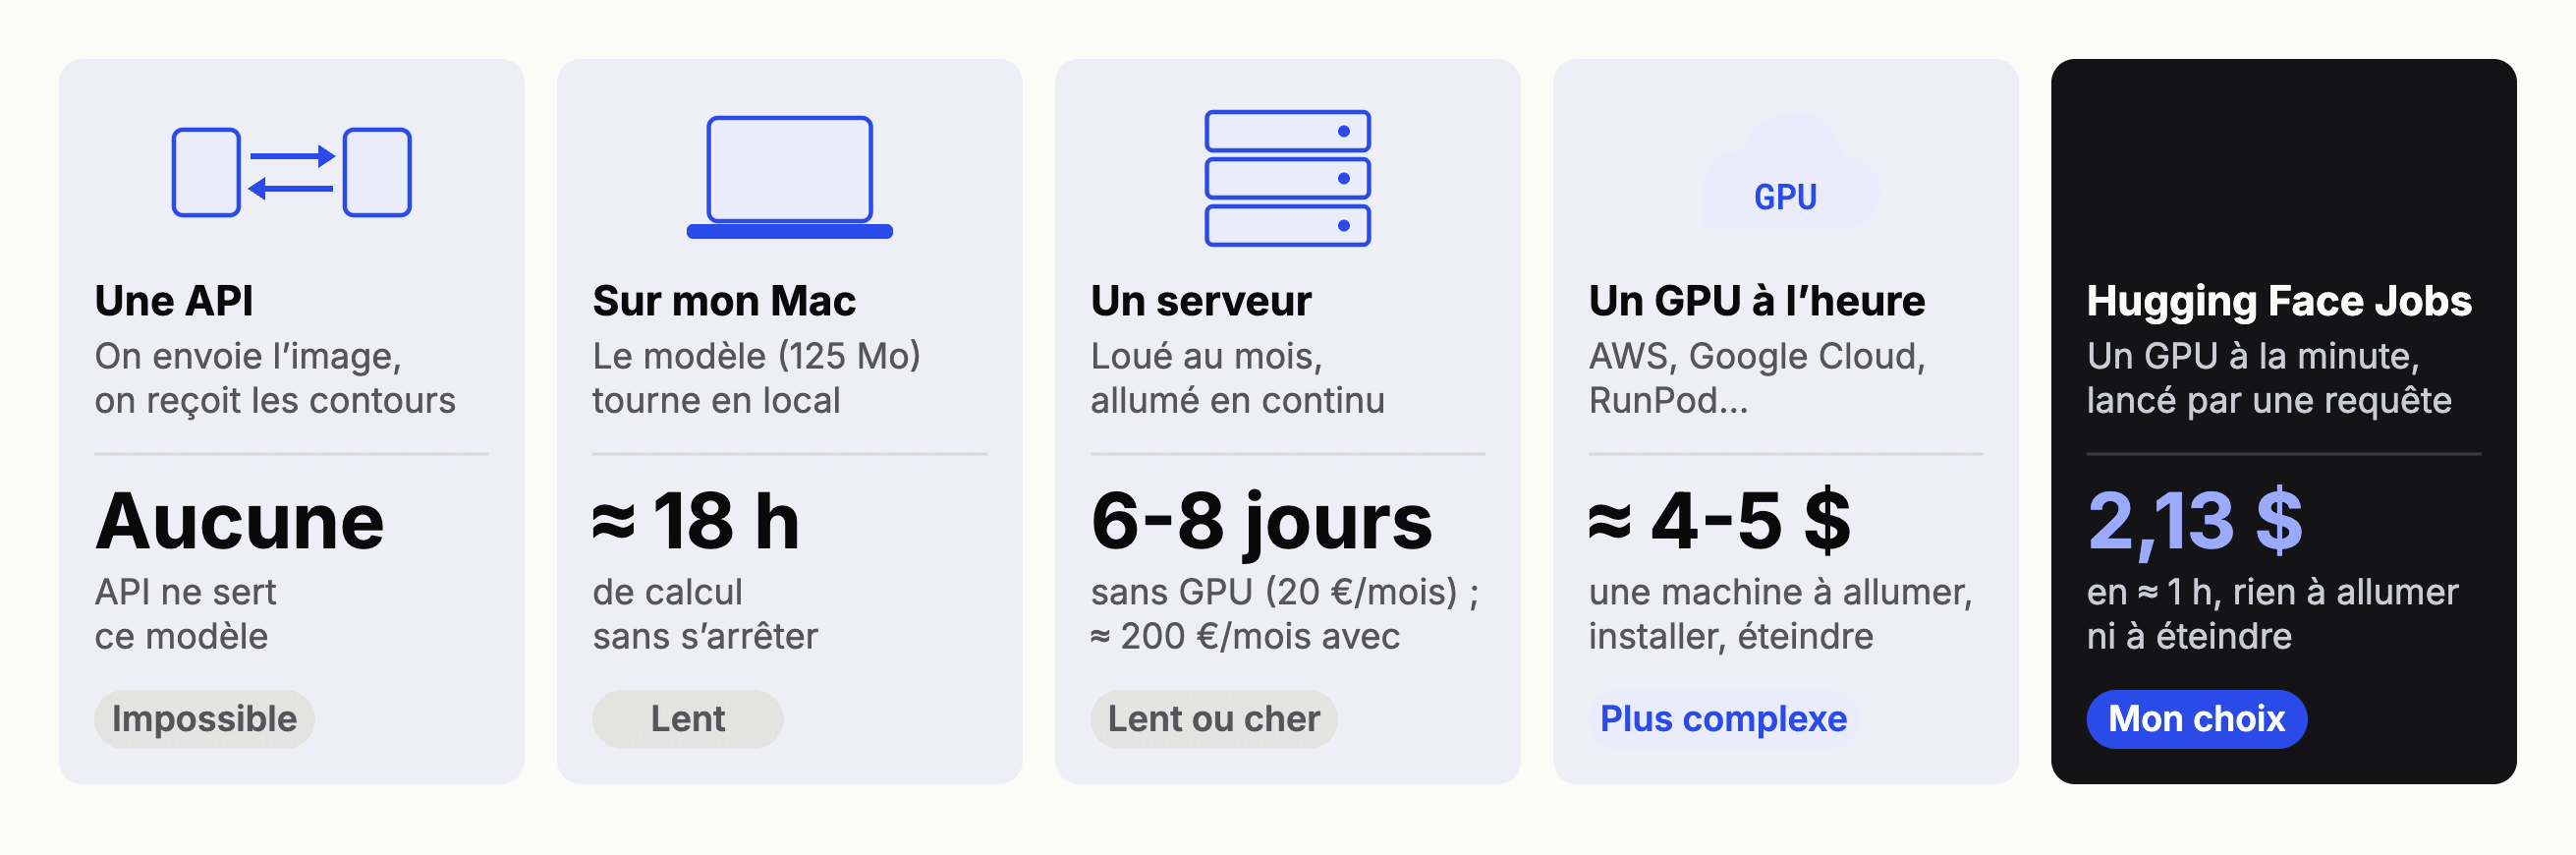 Une API
On envoie l’image,
on reçoit les contours
Aucune
API ne sert
ce modèle
Impossible
Sur mon Mac
Le modèle (125 Mo)
tourne en local
≈ 18 h
de calcul
sans s’arrêter
Lent
Un serveur
Loué au mois,
allumé en continu
6-8 jours
sans GPU (20 €/mois) ;
≈ 200 €/mois avec
Lent ou cher
GPU
Un GPU à l’heure
AWS, Google Cloud,
RunPod…
≈ 4-5 $
une machine à allumer,
installer, éteindre
Plus complexe
Hugging Face Jobs
Un GPU à la minute,
lancé par une requête
2,13 $
en ≈ 1 h, rien à allumer
ni à éteindre
Mon choix